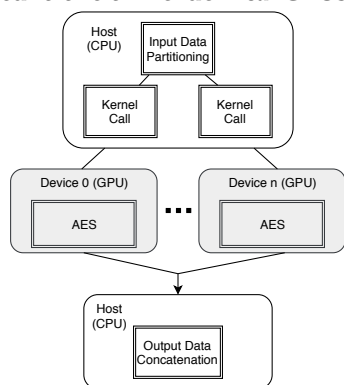 Host
(CPU)
Input Data
Partitioning
Kernel
Call
Kernel
Call
Device 0 (GPU)
AES
...
Device n (GPU)
AES
Host
(CPU)
Output Data
Concatenation